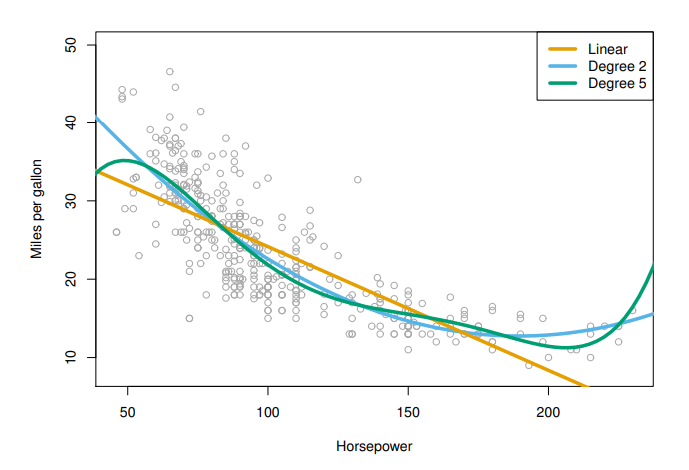 Linear
Degree 2
Degree 5
50
40
30
20
10
Miles per gallon
50 100 150 200
Horsepower